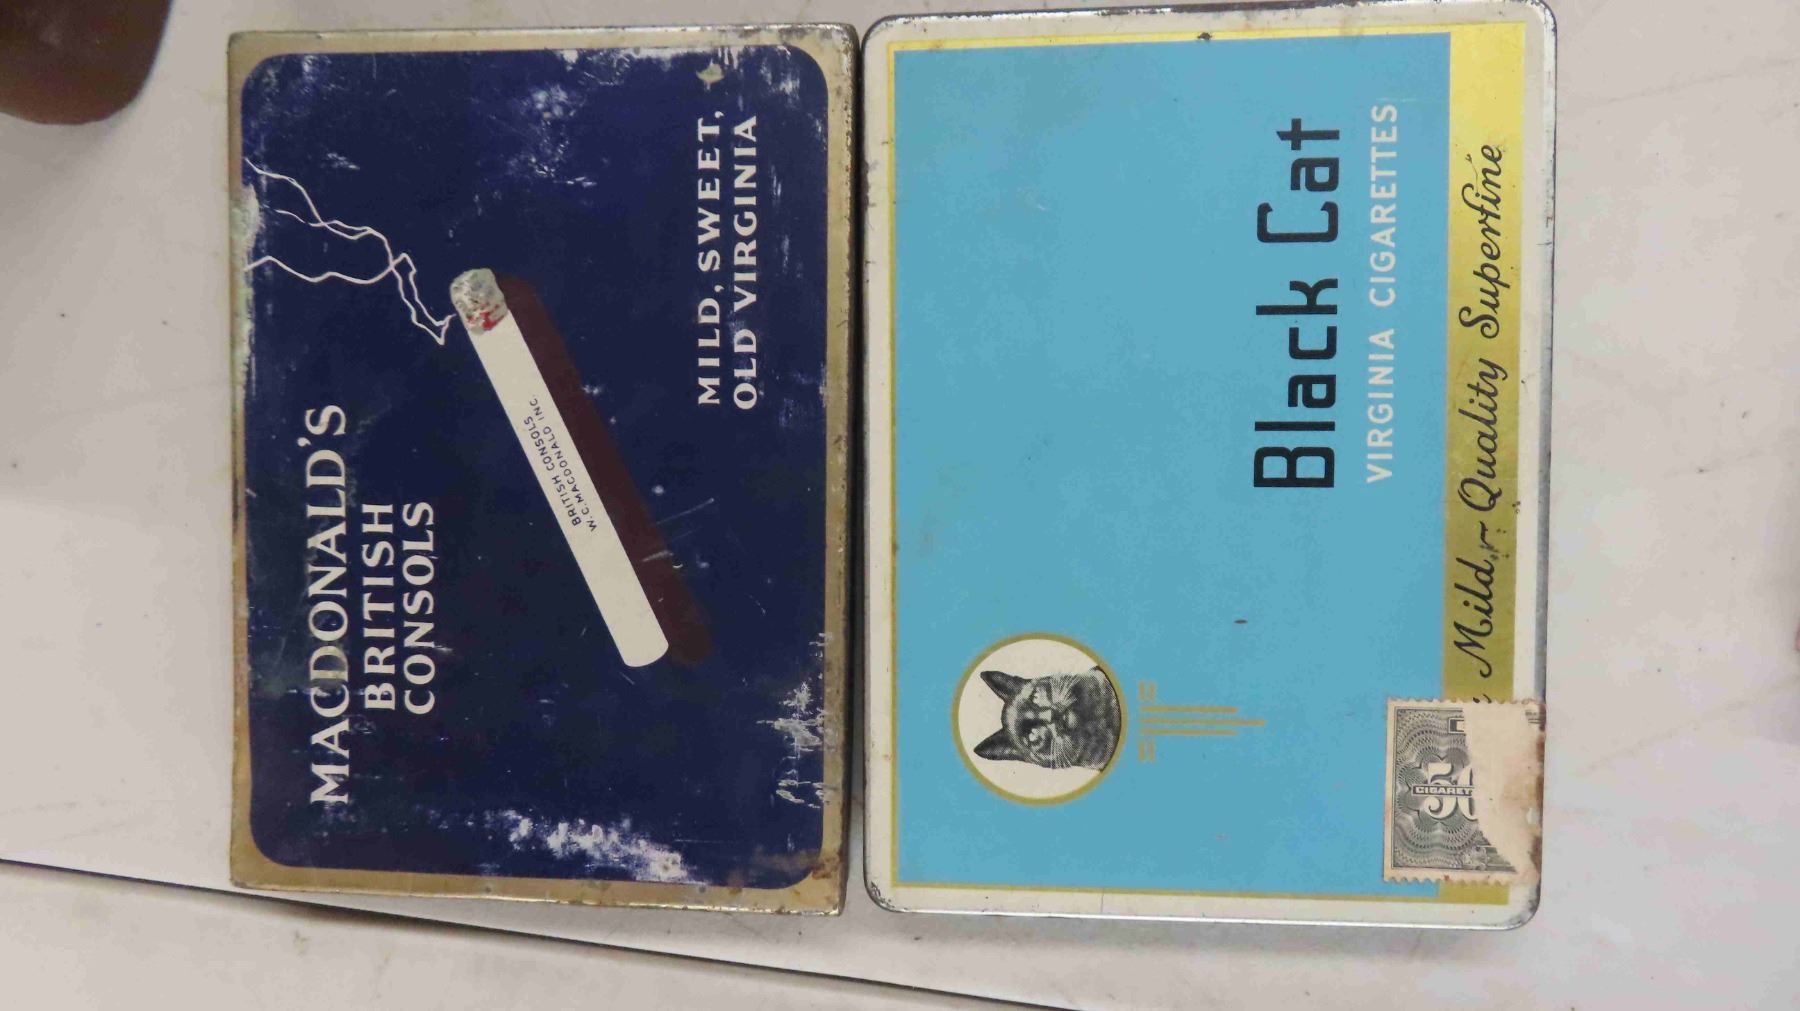 MACDONALD'S
BRITISH
CONSOLS
BRITISH CONSOLS
W.C. MACDONALD INC.
MILD, SWEET,
OLD VIRGINIA
Black Cat
VIRGINIA CIGARETTES
Mild, Quality Superfine
CIGARET
50